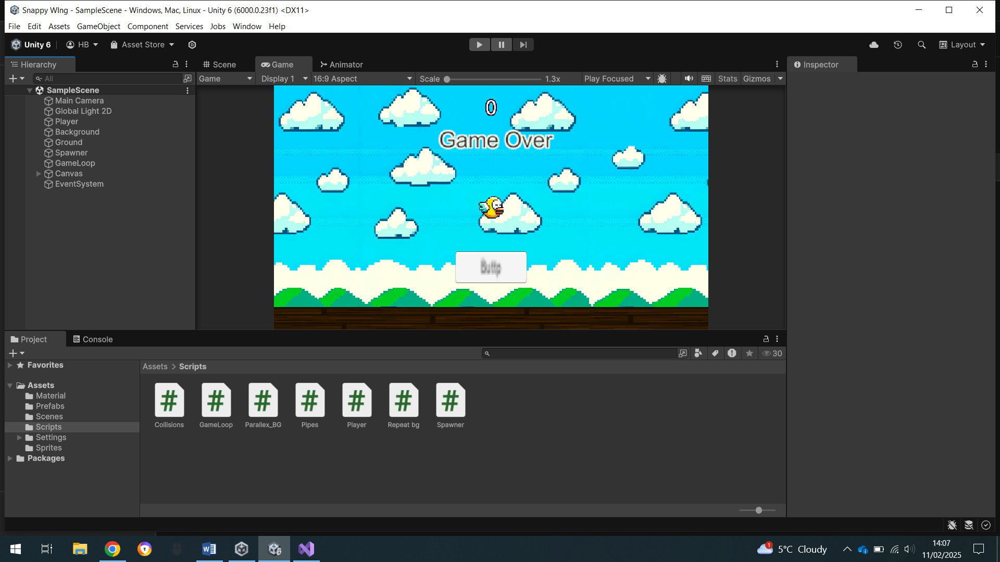 Snappy WIng - SampleScene - Windows, Mac, Linux - Unity 6 (6000.0.23f1) <DX11>
File Edit Assets GameObject Component Services Jobs Window Help
Unity 6 HB Asset Store Layout
Hierarchy Scene Game Animator Inspector
All Game Display 1 16:9 Aspect Scale 1.3x Play Focused Stats Gizmos
SampleScene
Main Camera
Global Light 2D
Player
Background
Ground
Spawner
GameLoop
Canvas
EventSystem
0
Game Over
Project Console
30
Favorites
Assets > Scripts
Assets
Material
Prefabs
Scenes
Scripts
Settings
Sprites
Packages
Collisions GameLoop Parallex_BG Pipes Player Repeat bg Spawner
1 5°C Cloudy
14:07
11/02/2025